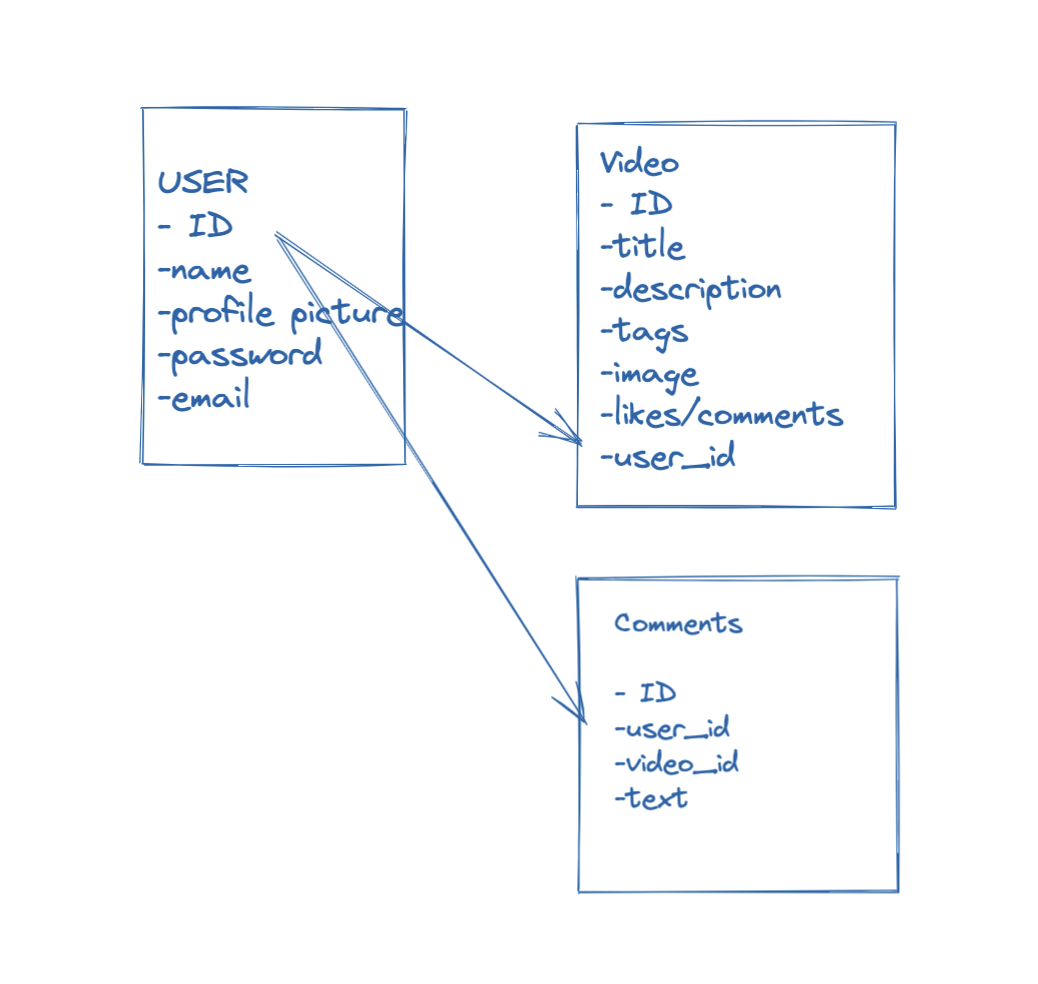 USER
- ID
-name
-profile picture
-password
-email
Video
- ID
-title
-description
-tags
-image
-likes/comments
-user_id
Comments
- ID
-user_id
-video_id
-text